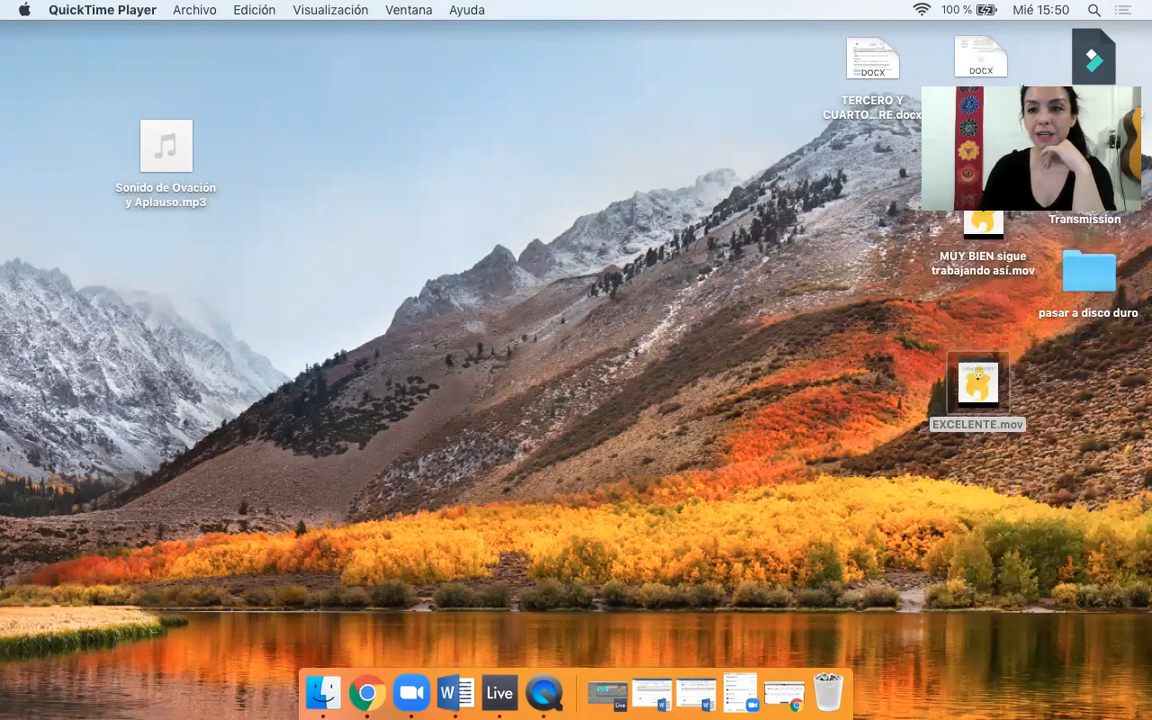 QuickTime Player Archivo Edición Visualización Ventana Ayuda 100 % Mié 15:50
DOCX
DOCX
TERCERO Y
CUARTO...RE.docx
Sonido de Ovación
y Aplauso.mp3
Transmission
MUY BIEN sigue
trabajando así.mov
pasar a disco duro
EXCELENTE.mov
Live
Live